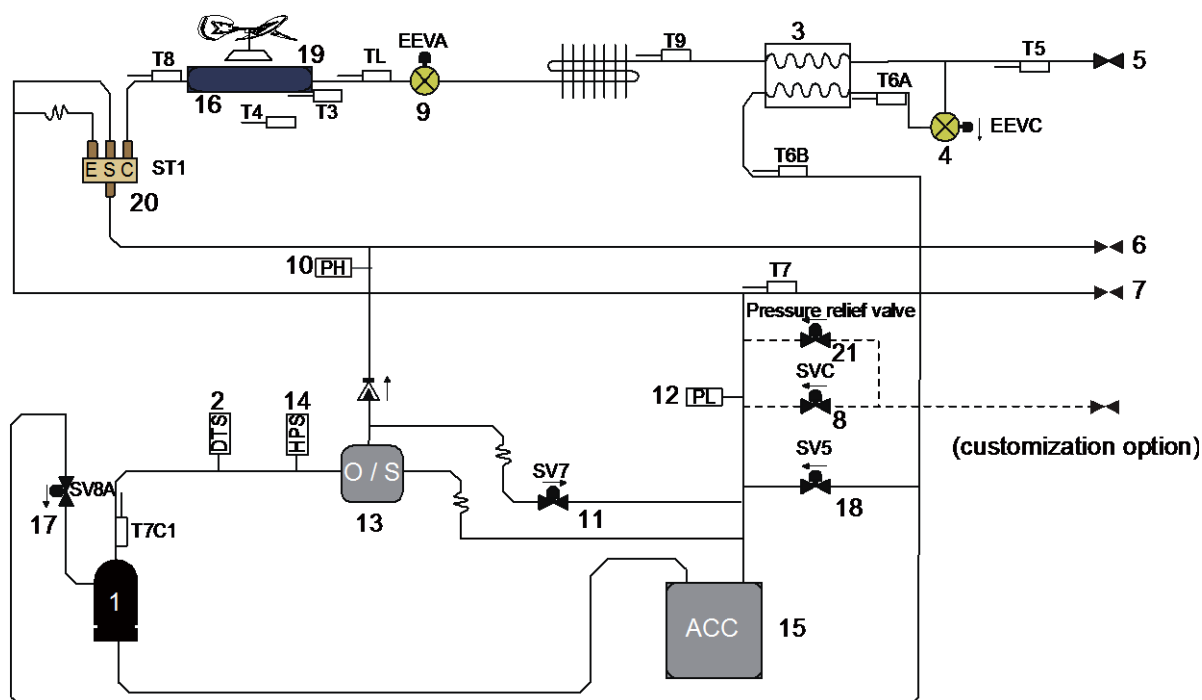 3
EEVA
T8
19
TL
T9
T5
5
T6A
16
T4
T3
9
EEVC
4
E S C
ST1
T6B
20
6
10
PH
T7
7
Pressure relief valve
21
SVC
12
PL
8
2
14
DTS
HPS
(customization option)
SV5
O / S
SV7
SV8A
17
18
13
11
T7C1
1
ACC
15